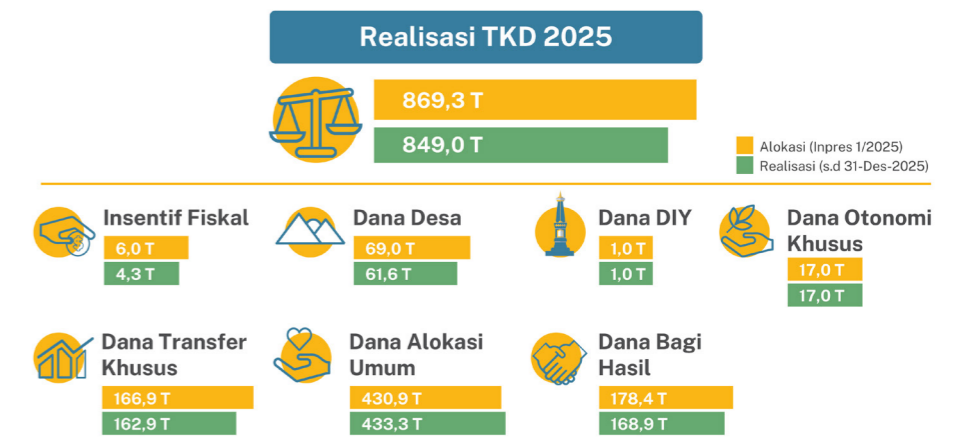 Realisasi TKD 2025
869,3 T
849,0 T
Alokasi (Inpres 1/2025)
Realisasi (s.d 31-Des-2025)
Insentif Fiskal
6,0 T
4,3 T
Dana Desa
69,0 T
61,6 T
Dana DIY
1,0 T
1,0 T
Dana Otonomi
Khusus
17,0 T
17,0 T
Dana Transfer
Khusus
166,9 T
162,9 T
Dana Alokasi
Umum
430,9 T
433,3 T
Dana Bagi
Hasil
178,4 T
168,9 T